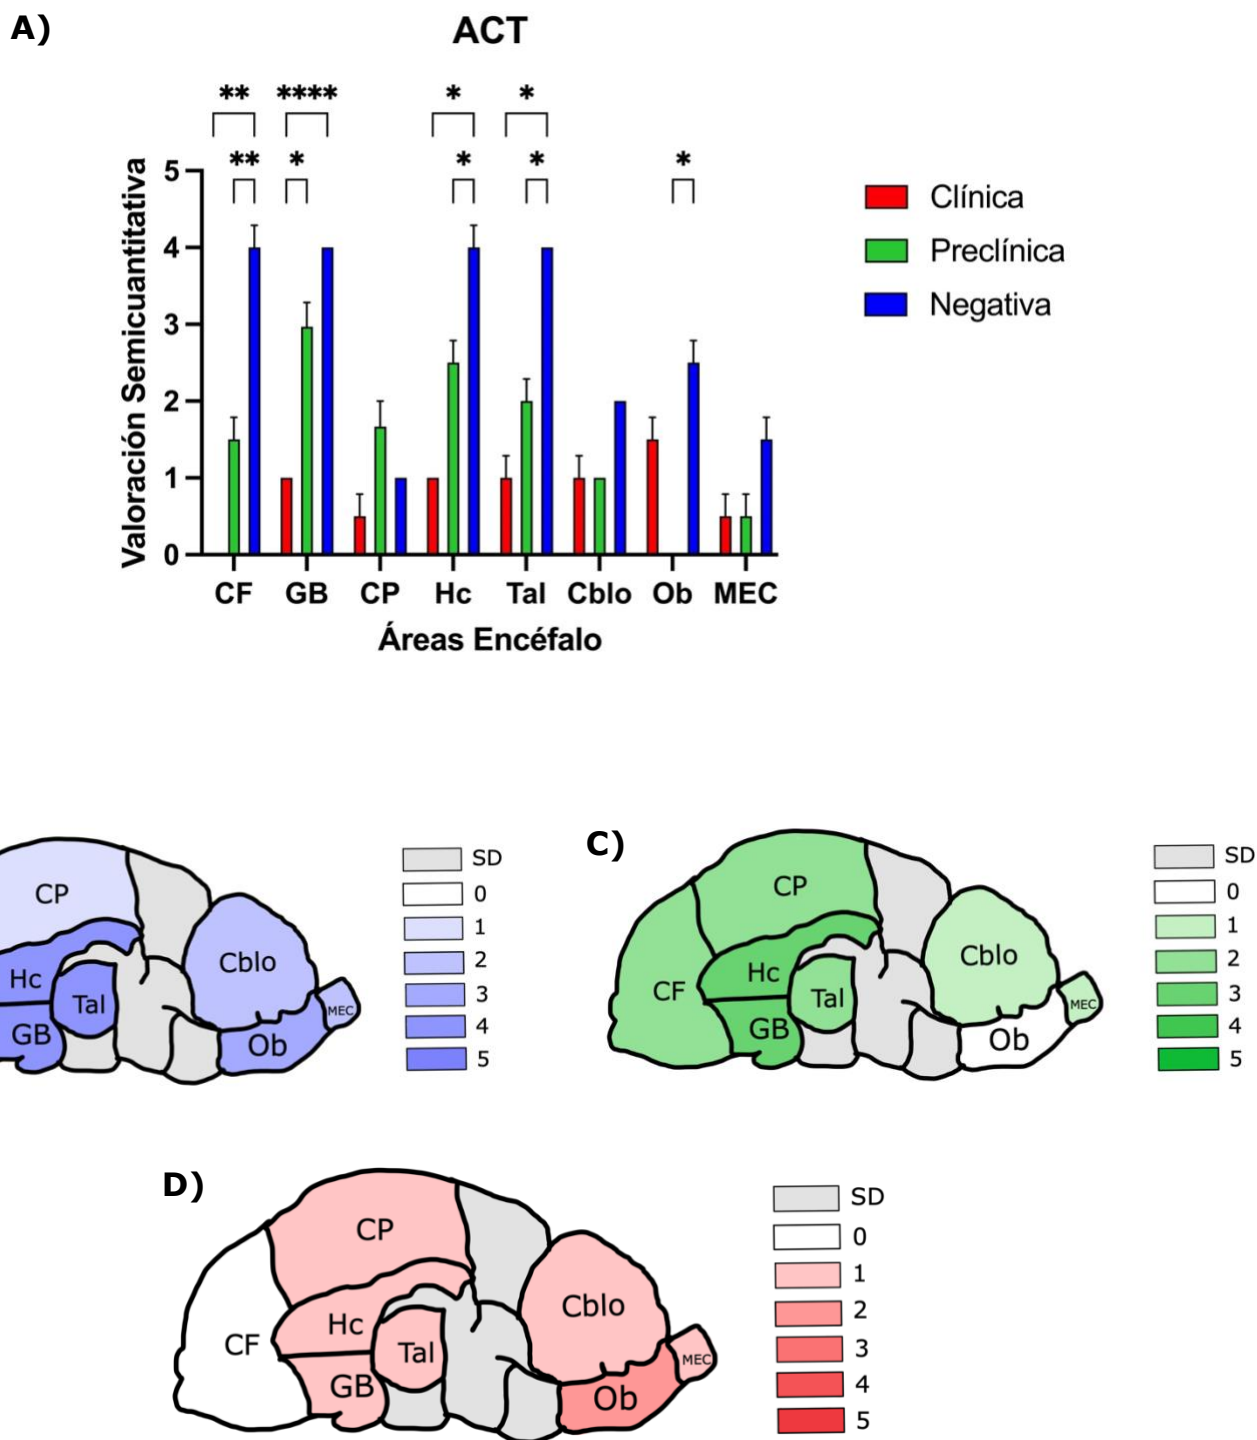 A)
ACT
** **** * *
** * * * *
Valoración Semicuantitativa
5
4
3
2
1
0
CF GB CP Hc Tal Cblo Ob MEC
Áreas Encéfalo
Clínica
Preclínica
Negativa
CP
Hc
Tal
GB
Cblo
Ob
MEC
SD
0
1
2
3
4
5
C)
CP
CF
Hc
Tal
GB
Cblo
Ob
MEC
SD
0
1
2
3
4
5
D)
CP
CF
Hc
Tal
GB
Cblo
Ob
MEC
SD
0
1
2
3
4
5